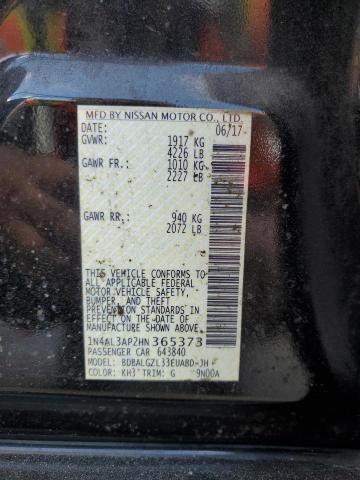 MFD BY NISSAN MOTOR CO., LTD.
DATE: 06/17
GVWR: 1917 KG
4226 LB
GAWR FR: 1010 KG
2227 LB
GAWR RR: 940 KG
2072 LB
THIS VEHICLE CONFORMS TO
ALL APPLICABLE FEDERAL
MOTOR VEHICLE SAFETY,
BUMPER, AND THEFT
PREVENTION STANDARDS IN
EFFECT ON THE DATE OF
MANUFACTURE SHOWN ABOVE.
1N4AL3AP2HN365373
PASSENGER CAR 643840
MODEL: BDBALGZL33EUABD-JH
COLOR: KH3 TRIM: G 9N00A